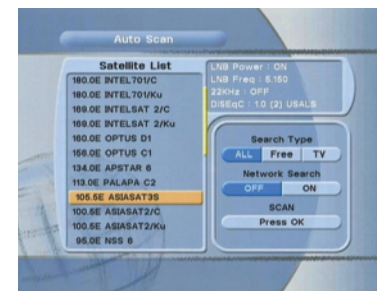 Auto Scan
Satellite List
180.0E INTEL701/C
180.0E INTEL701/Ku
169.0E INTELSAT 2/C
169.0E INTELSAT 2/Ku
160.0E OPTUS D1
156.0E OPTUS C1
134.0E APSTAR 6
113.0E PALAPA C2
105.5E ASIASAT3S
100.5E ASIASAT2/C
100.5E ASIASAT2/Ku
95.0E NSS 6
LNB Power : ON
LNB Freq : 5.150
22KHz : OFF
DISEqC : 1.0 (2) USALS
Search Type
ALL Free TV
Network Search
OFF ON
SCAN
Press OK